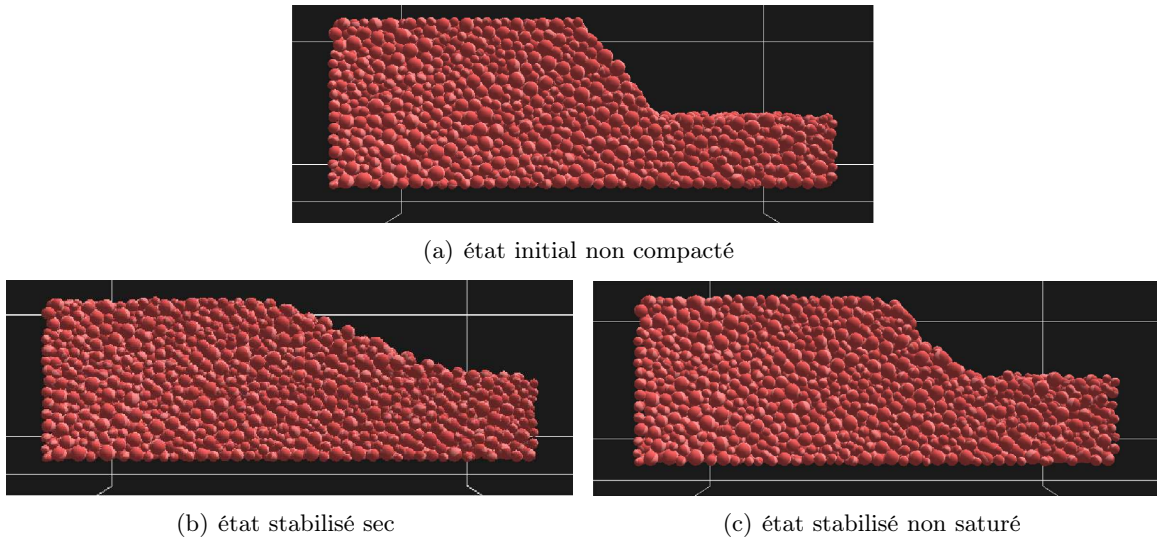 (a) état initial non compacté
(b) état stabilisé sec
(c) état stabilisé non saturé